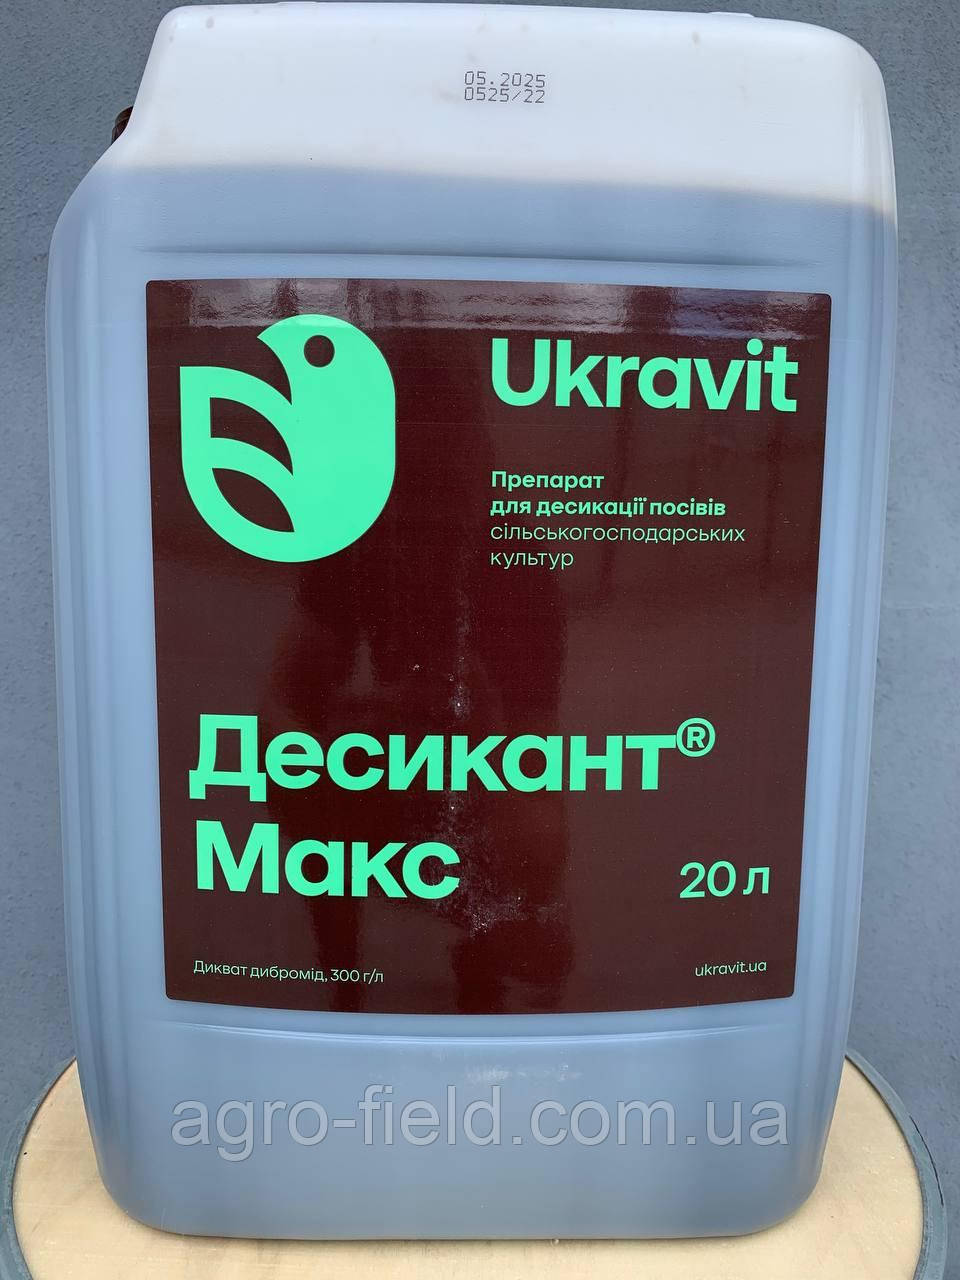 05.2025
0525/22
Ukravit
Препарат
для десикації посівів
сільськогосподарських
культур
Десикант®
Макс
20 л
Дикват дибромід, 300 г/л
ukravit.ua
agro-field.com.ua